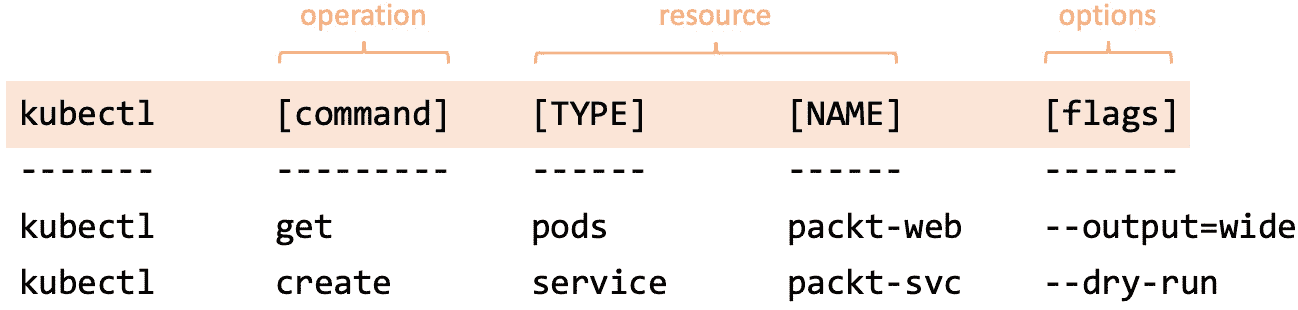 operation resource options
kubectl [command] [TYPE] [NAME] [flags]
------- --------- ------ ------ -------
kubectl get pods packt-web --output=wide
kubectl create service packt-svc --dry-run